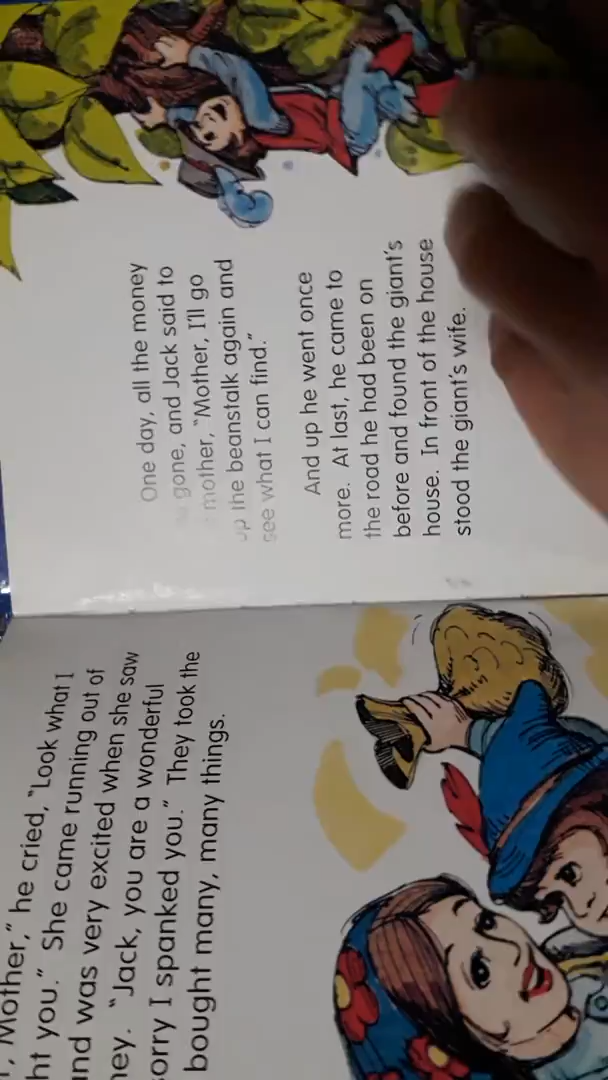 , Mother," he cried, "Look what I
ht you." She came running out of
nd was very excited when she saw
ney. "Jack, you are a wonderful
orry I spanked you." They took the
bought many, many things.
One day, all the money
gone, and Jack said to
mother, "Mother, I'll go
up the beanstalk again and
see what I can find."
And up he went once
more. At last, he came to
the road he had been on
before and found the giant's
house. In front of the house
stood the giant's wife.